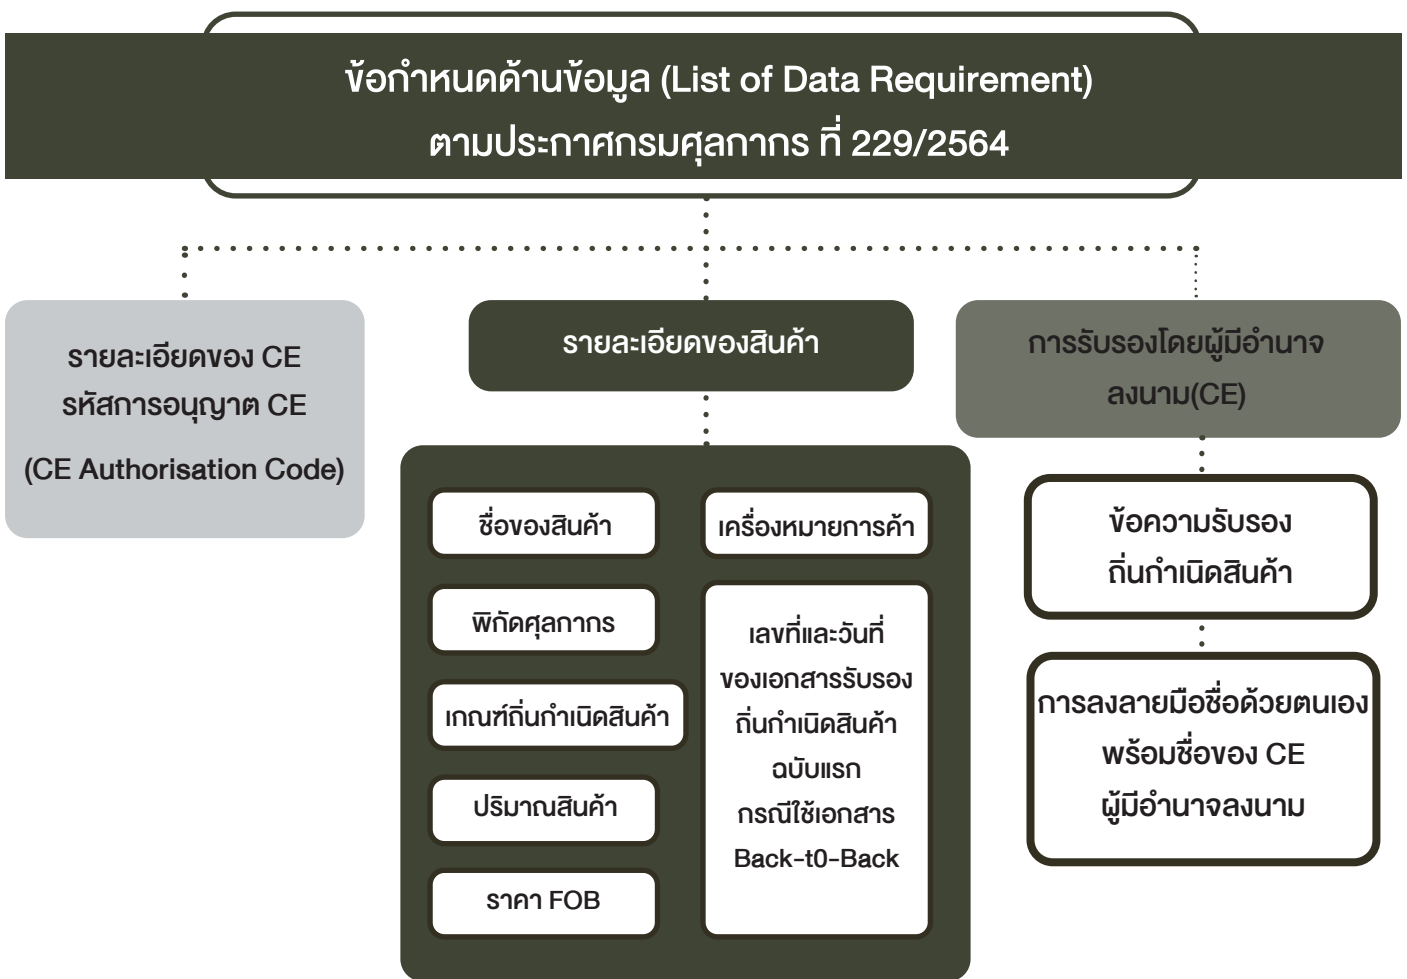 ข้อกำหนดด้านข้อมูล (List of Data Requirement)
ตามประกาศกรมศุลกากร ที่ 229/2564
รายละเอียดของ CE
รหัสการอนุญาต CE
(CE Authorisation Code)
รายละเอียดของสินค้า
ชื่อของสินค้า
พิกัดศุลกากร
เกณฑ์ถิ่นกำเนิดสินค้า
ปริมาณสินค้า
ราคา FOB
เครื่องหมายการค้า
เลขที่และวันที่
ของเอกสารรับรอง
ถิ่นกำเนิดสินค้า
ฉบับแรก
กรณีใช้เอกสาร
Back-t0-Back
การรับรองโดยผู้มีอำนาจ
ลงนาม(CE)
ข้อความรับรอง
ถิ่นกำเนิดสินค้า
การลงลายมือชื่อด้วยตนเอง
พร้อมชื่อของ CE
ผู้มีอำนาจลงนาม